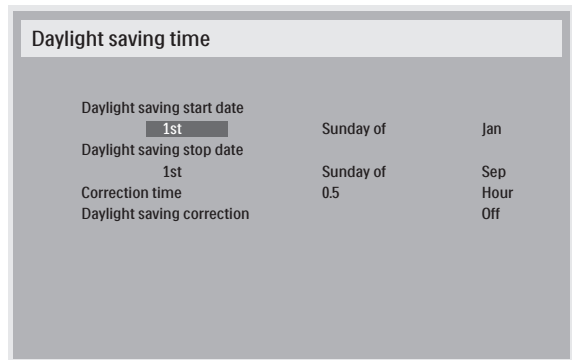 Daylight saving time
Daylight saving start date
1st Sunday of Jan
Daylight saving stop date
1st Sunday of Sep
Correction time 0.5 Hour
Daylight saving correction Off